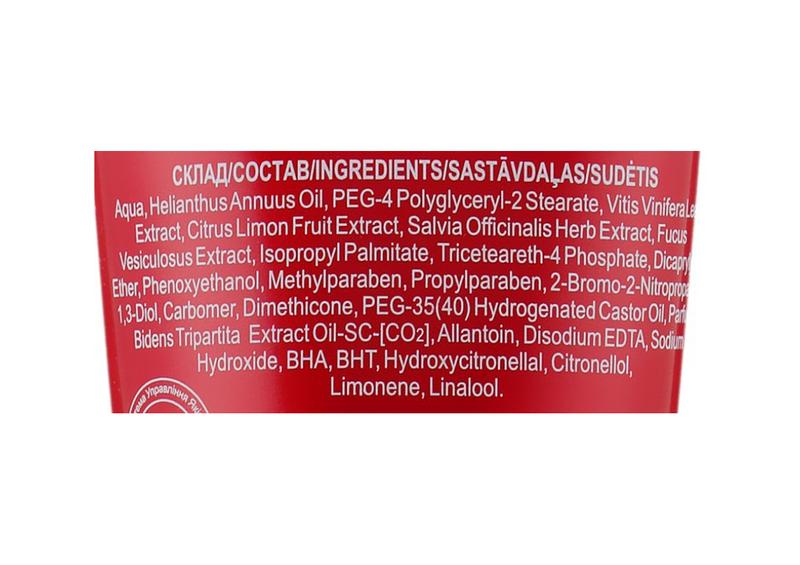 СКЛАД/СОСТАВ/INGREDIENTS/SASTĀVDAĻAS/SUDĖTIS
Aqua, Helianthus Annuus Oil, PEG-4 Polyglyceryl-2 Stearate, Vitis Vinifera
Extract, Citrus Limon Fruit Extract, Salvia Officinalis Herb Extract, Fucus
Vesiculosus Extract, Isopropyl Palmitate, Triceteareth-4 Phosphate,
Ether, Phenoxyethanol, Methylparaben, Propylparaben,
1,3-Diol, Carbomer, Dimethicone, PEG-35(40) Hydrogenated Castor Oil,
Bidens Tripartita Extract Oil-SC-[CO2], Allantoin, Disodium EDTA, Sodium
Hydroxide, BHA, BHT, Hydroxycitronellal, Citronellol,
Limonene, Linalool.
Управління